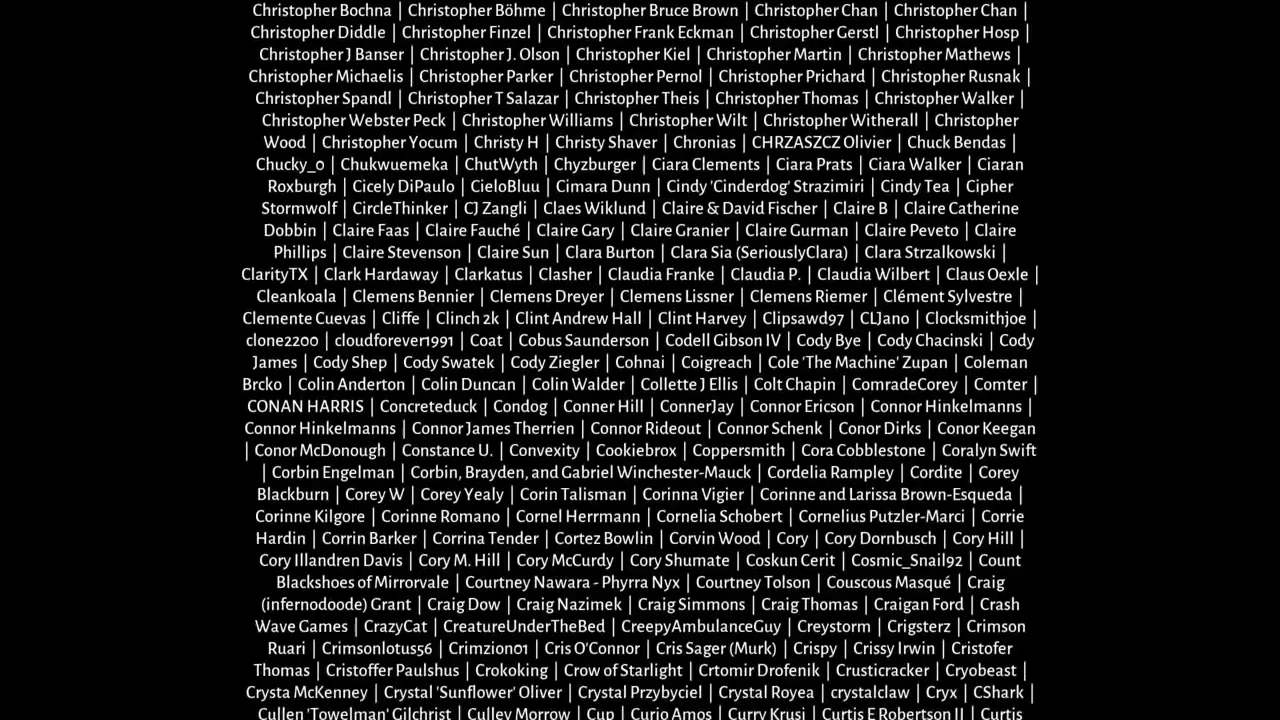 Christopher Bochna | Christopher Böhme | Christopher Bruce Brown | Christopher Chan | Christopher Chan |
Christopher Diddle | Christopher Finzel | Christopher Frank Eckman | Christopher Gerstl | Christopher Hosp |
Christopher J Banser | Christopher J. Olson | Christopher Kiel | Christopher Martin | Christopher Mathews |
Christopher Michaelis | Christopher Parker | Christopher Pernol | Christopher Prichard | Christopher Rusnak |
Christopher Spandl | Christopher T Salazar | Christopher Theis | Christopher Thomas | Christopher Walker |
Christopher Webster Peck | Christopher Williams | Christopher Wilt | Christopher Witherall | Christopher
Wood | Christopher Yocum | Christy H | Christy Shaver | Chronias | CHRZASZCZ Olivier | Chuck Bendas |
Chucky_0 | Chukwuemeka | ChutWyth | Chyzburger | Ciara Clements | Ciara Prats | Ciara Walker | Ciaran
Roxburgh | Cicely DiPaulo | CieloBluu | Cimara Dunn | Cindy 'Cinderdog' Strazimiri | Cindy Tea | Cipher
Stormwolf | CircleThinker | CJ Zangli | Claes Wiklund | Claire & David Fischer | Claire B | Claire Catherine
Dobbin | Claire Faas | Claire Fauché | Claire Gary | Claire Granier | Claire Gurman | Claire Peveto | Claire
Phillips | Claire Stevenson | Claire Sun | Clara Burton | Clara Sia (SeriouslyClara) | Clara Strzalkowski |
ClarityTX | Clark Hardaway | Clarkatus | Clasher | Claudia Franke | Claudia P. | Claudia Wilbert | Claus Oexle |
Cleankoala | Clemens Bennier | Clemens Dreyer | Clemens Lissner | Clemens Riemer | Clément Sylvestre |
Clemente Cuevas | Cliffe | Clinch 2k | Clint Andrew Hall | Clint Harvey | Clipsawd97 | CLJano | Clocksmithjoe |
clone2200 | cloudforever1991 | Coat | Cobus Saunderson | Codell Gibson IV | Cody Bye | Cody Chacinski | Cody
James | Cody Shep | Cody Swatek | Cody Ziegler | Cohnai | Coigreach | Cole 'The Machine' Zupan | Coleman
Brcko | Colin Anderton | Colin Duncan | Colin Walder | Collette J Ellis | Colt Chapin | ComradeCorey | Comter |
CONAN HARRIS | Concreteduck | Condog | Conner Hill | ConnerJay | Connor Ericson | Connor Hinkelmanns |
Connor Hinkelmanns | Connor James Therrien | Connor Rideout | Connor Schenk | Conor Dirks | Conor Keegan
| Conor McDonough | Constance U. | Convexity | Cookiebrox | Coppersmith | Cora Cobblestone | Coralyn Swift
| Corbin Engelman | Corbin, Brayden, and Gabriel Winchester-Mauck | Cordelia Rampley | Cordite | Corey
Blackburn | Corey W | Corey Yealy | Corin Talisman | Corinna Vigier | Corinne and Larissa Brown-Esqueda |
Corinne Kilgore | Corinne Romano | Cornel Herrmann | Cornelia Schobert | Cornelius Putzler-Marci | Corrie
Hardin | Corrin Barker | Corrina Tender | Cortez Bowlin | Corvin Wood | Cory | Cory Dornbusch | Cory Hill |
Cory Illandren Davis | Cory M. Hill | Cory McCurdy | Cory Shumate | Coskun Cerit | Cosmic_Snail92 | Count
Blackshoes of Mirrorvale | Courtney Nawara - Phyrra Nyx | Courtney Tolson | Couscous Masqué | Craig
(infernodoode) Grant | Craig Dow | Craig Nazimek | Craig Simmons | Craig Thomas | Craigan Ford | Crash
Wave Games | CrazyCat | CreatureUnderTheBed | CreepyAmbulanceGuy | Creystorm | Crigsterz | Crimson
Ruari | Crimsonlotus56 | Crimzion01 | Cris O'Connor | Cris Sager (Murk) | Crispy | Crissy Irwin | Cristofer
Thomas | Cristoffer Paulshus | Crokoking | Crow of Starlight | Crtomir Drofenik | Crusticracker | Cryobeast |
Crysta McKenney | Crystal 'Sunflower' Oliver | Crystal Przybyciel | Crystal Royea | crystalclaw | Cryx | CShark |
Cullen 'Towelman' Gilchrist | Culley Morrow | Cup | Curio Amos | Curry Krusi | Curtis E Robertson II | Curtis